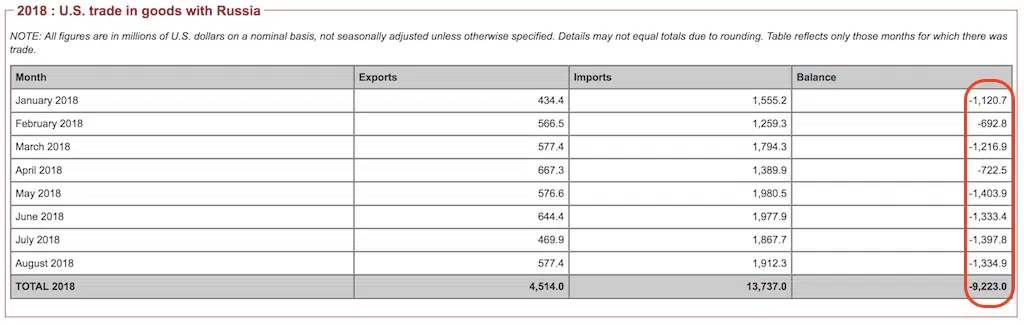 2018 : U.S. trade in goods with Russia
NOTE: All figures are in millions of U.S. dollars on a nominal basis, not seasonally adjusted unless otherwise specified. Details may not equal totals due to rounding. Table reflects only those months for which there was
trade.
Month Exports Imports Balance
January 2018 434.4 1,555.2 -1,120.7
February 2018 566.5 1,259.3 -692.8
March 2018 577.4 1,794.3 -1,216.9
April 2018 667.3 1,389.9 -722.5
May 2018 576.6 1,980.5 -1,403.9
June 2018 644.4 1,977.9 -1,333.4
July 2018 469.9 1,867.7 -1,397.8
August 2018 577.4 1,912.3 -1,334.9
TOTAL 2018 4,514.0 13,737.0 -9,223.0